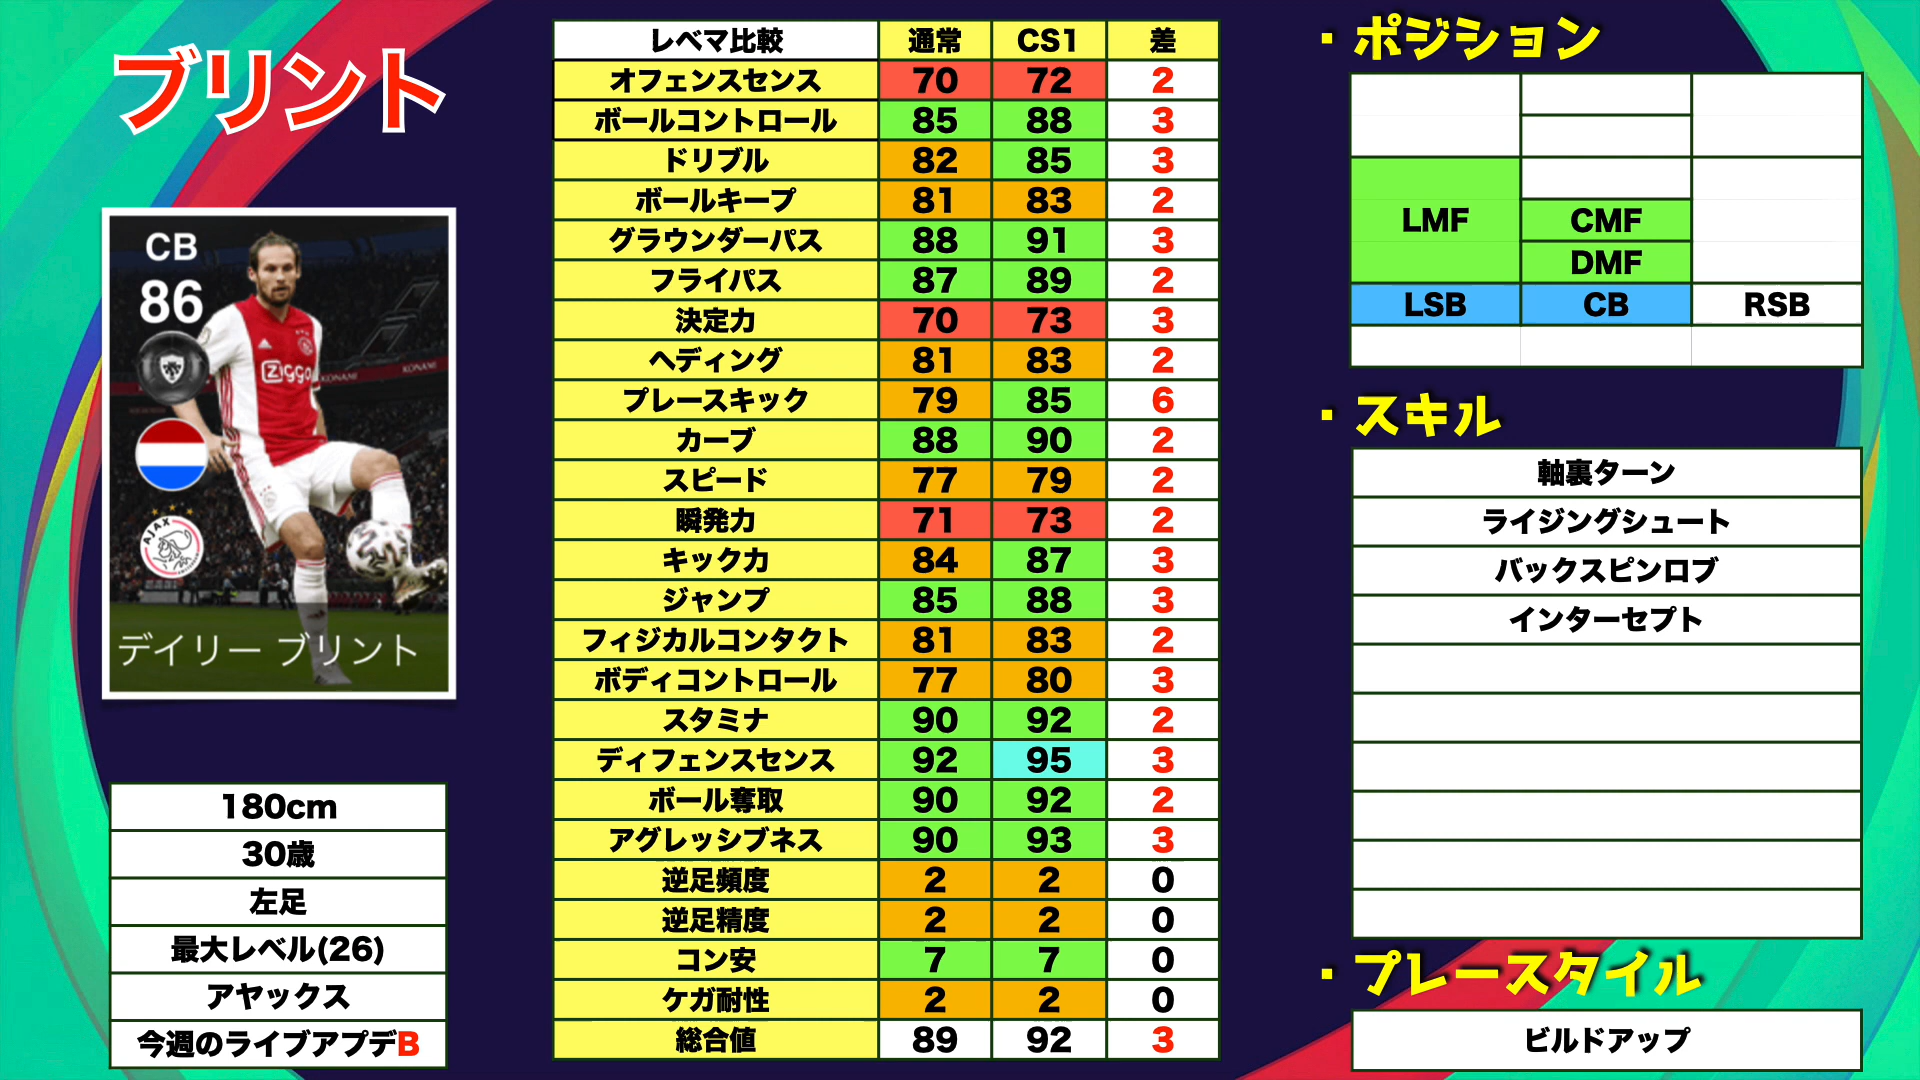 ブリント
CB
86
Ziggo
KONAMI
KONAMI
AJAX
デイリー ブリント
180cm
30歳
左足
最大レベル(26)
アヤックス
今週のライブアプデB
レベマ比較 通常 CS1 差
オフェンスセンス 70 72 2
ボールコントロール 85 88 3
ドリブル 82 85 3
ボールキープ 81 83 2
グラウンダーパス 88 91 3
フライパス 87 89 2
決定力 70 73 3
ヘディング 81 83 2
プレースキック 79 85 6
カーブ 88 90 2
スピード 77 79 2
瞬発力 71 73 2
キック力 84 87 3
ジャンプ 85 88 3
フィジカルコンタクト 81 83 2
ボディコントロール 77 80 3
スタミナ 90 92 2
ディフェンスセンス 92 95 3
ボール奪取 90 92 2
アグレッシブネス 90 93 3
逆足頻度 2 2 0
逆足精度 2 2 0
コン安 7 7 0
ケガ耐性 2 2 0
総合値 89 92 3
・ポジション
LMF CMF
DMF
LSB CB RSB
・スキル
軸裏ターン
ライジングシュート
バックスピンロブ
インターセプト
・プレースタイル
ビルドアップ